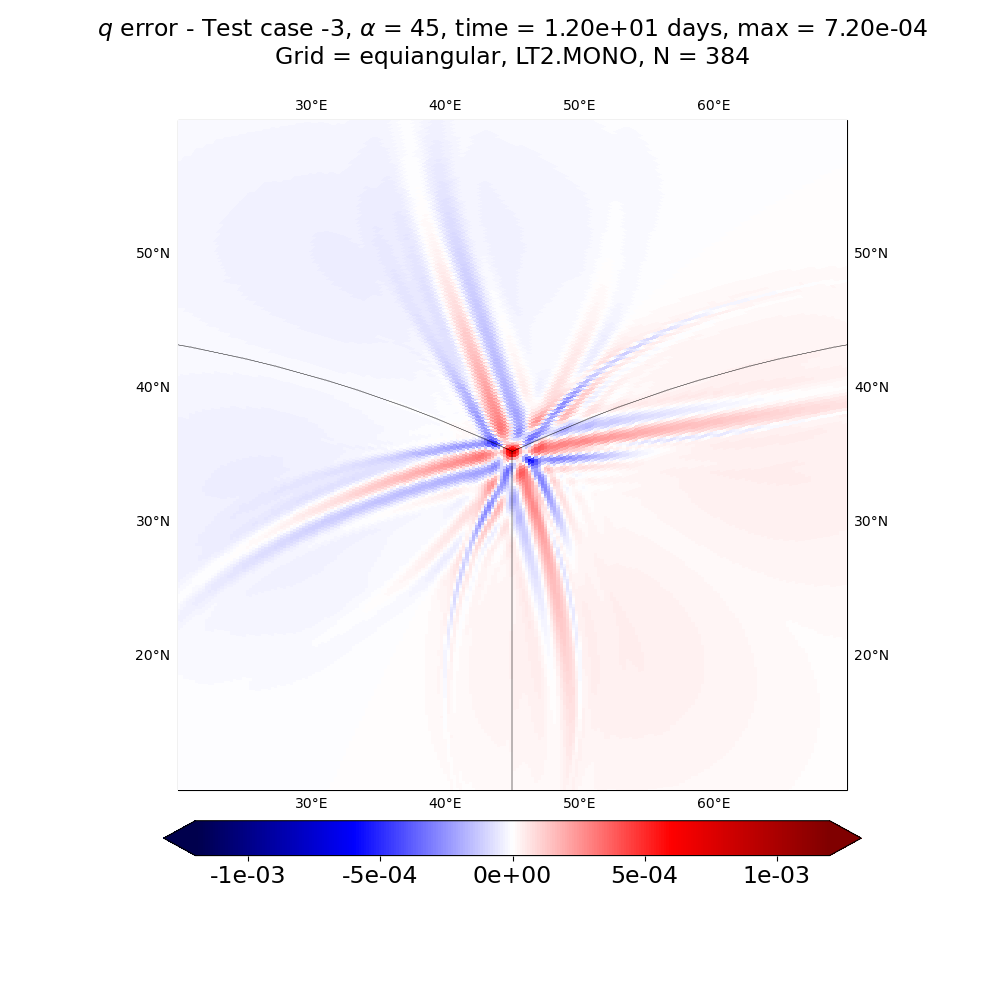 q error - Test case -3, α = 45, time = 1.20e+01 days, max = 7.20e-04
Grid = equiangular, LT2.MONO, N = 384
30°E 40°E 50°E 60°E
50°N 50°N
40°N 40°N
30°N 30°N
20°N 20°N
30°E 40°E 50°E 60°E
-1e-03 -5e-04 0e+00 5e-04 1e-03